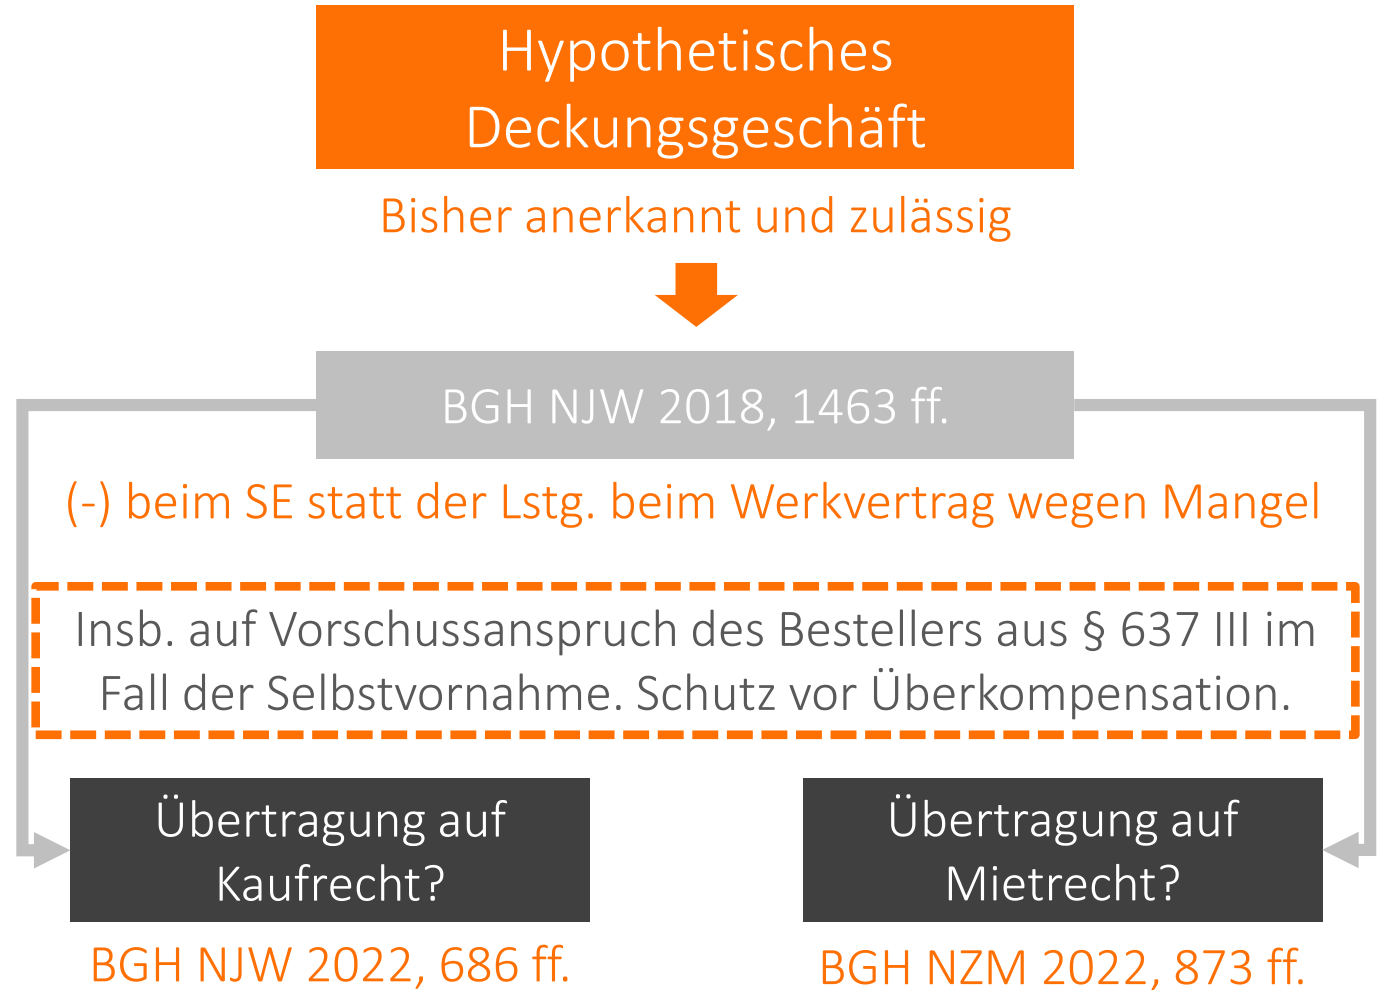 Hypothetisches
Deckungsgeschäft
Bisher anerkannt und zulässig
BGH NJW 2018, 1463 ff.
(-) beim SE statt der Lstg. beim Werkvertrag wegen Mangel
Insb. auf Vorschussanspruch des Bestellers aus § 637 III im
Fall der Selbstvornahme. Schutz vor Überkompensation.
Übertragung auf
Kaufrecht?
BGH NJW 2022, 686 ff.
Übertragung auf
Mietrecht?
BGH NZM 2022, 873 ff.